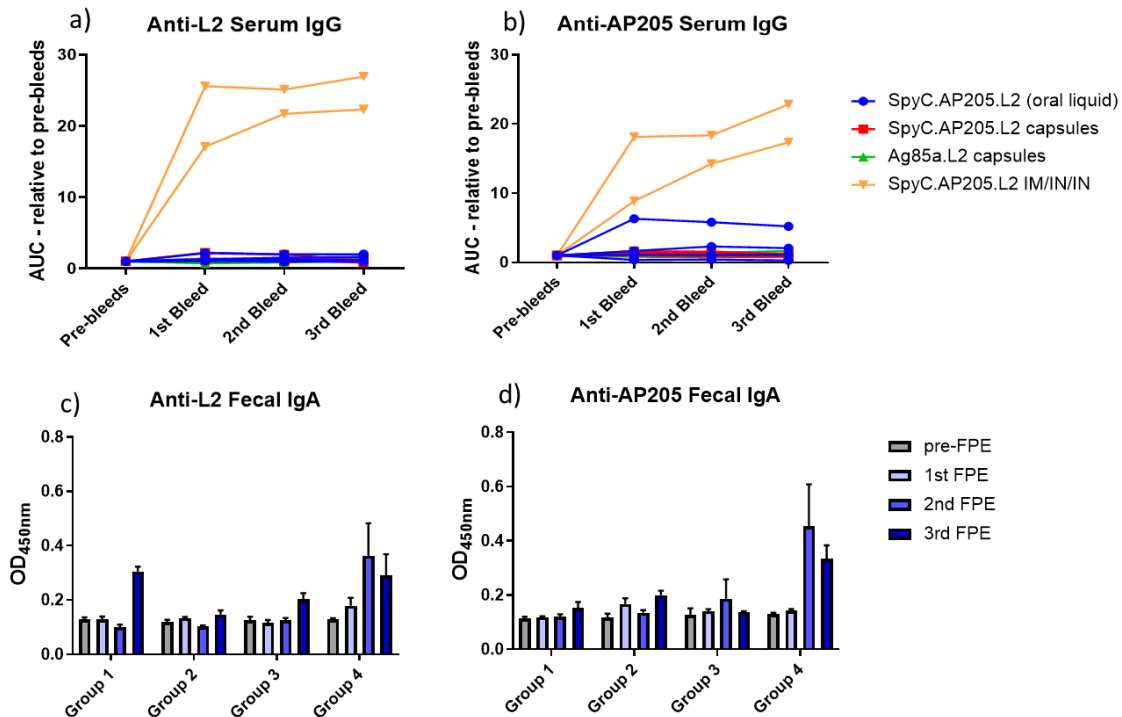 a)
Anti-L2 Serum IgG
AUC - relative to pre-bleeds
30
20
10
0
Pre-bleeds
1st Bleed
2nd Bleed
3rd Bleed
b)
Anti-AP205 Serum IgG
AUC - relative to pre-bleeds
30
20
10
0
Pre-bleeds
1st Bleed
2nd Bleed
3rd Bleed
SpyC.AP205.L2 (oral liquid)
SpyC.AP205.L2 capsules
Ag85a.L2 capsules
SpyC.AP205.L2 IM/IN/IN
c)
Anti-L2 Fecal IgA
OD450nm
0.8
0.6
0.4
0.2
0.0
Group 1
Group 2
Group 3
Group 4
d)
Anti-AP205 Fecal IgA
OD450nm
0.8
0.6
0.4
0.2
0.0
Group 1
Group 2
Group 3
Group 4
pre-FPE
1st FPE
2nd FPE
3rd FPE